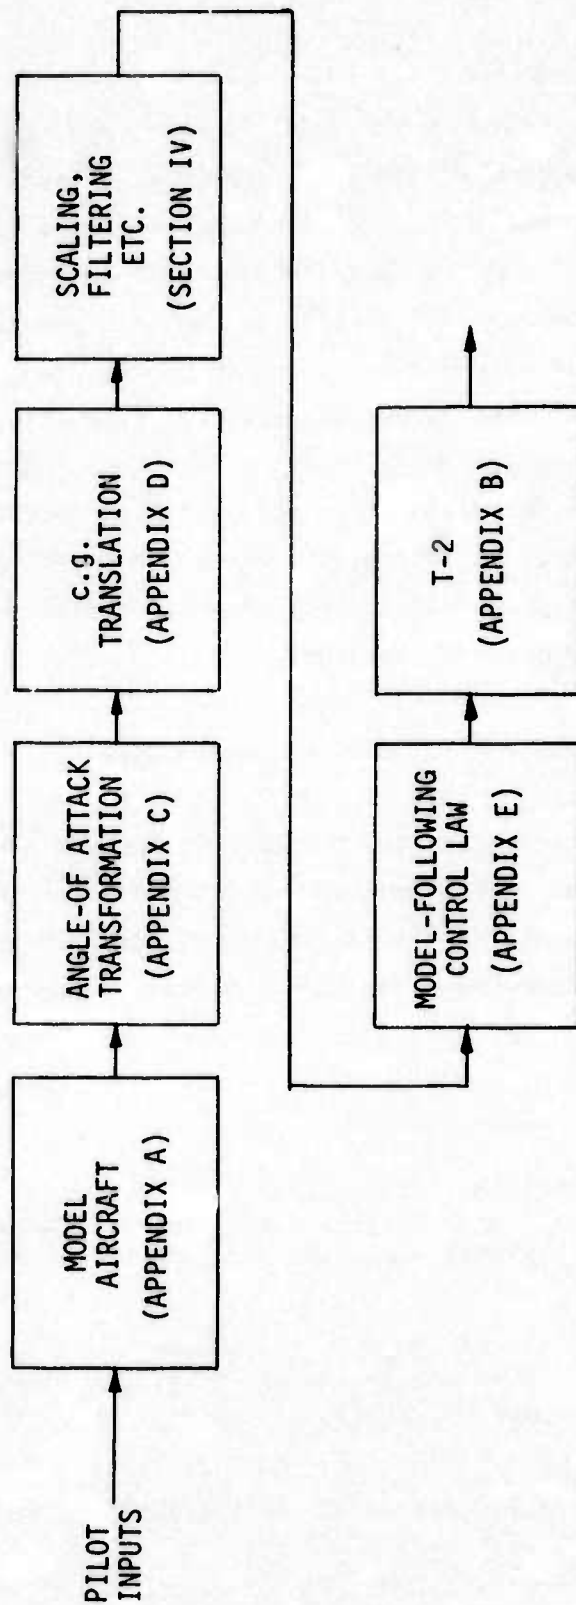 PILOT
INPUTS
MODEL
AIRCRAFT
(APPENDIX A)
ANGLE-OF ATTACK
TRANSFORMATION
(APPENDIX C)
c.g.
TRANSLATION
(APPENDIX D)
SCALING,
FILTERING
ETC.
(SECTION IV)
MODEL-FOLLOWING
CONTROL LAW
(APPENDIX E)
T-2
(APPENDIX B)